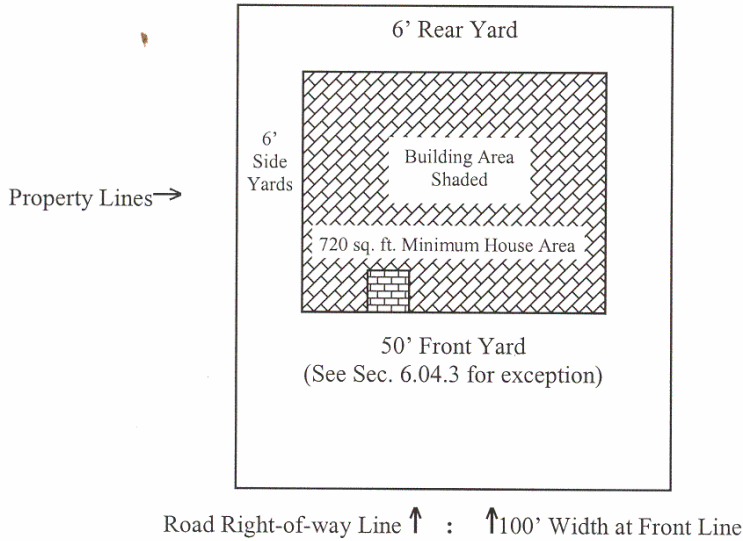 6’ Rear Yard
6’
Side
Yards
Building Area
Shaded
Property Lines→
720 sq. ft. Minimum House Area
50’ Front Yard
(See Sec. 6.04.3 for exception)
Road Right-of-way Line ↑ : ↑100’ Width at Front Line